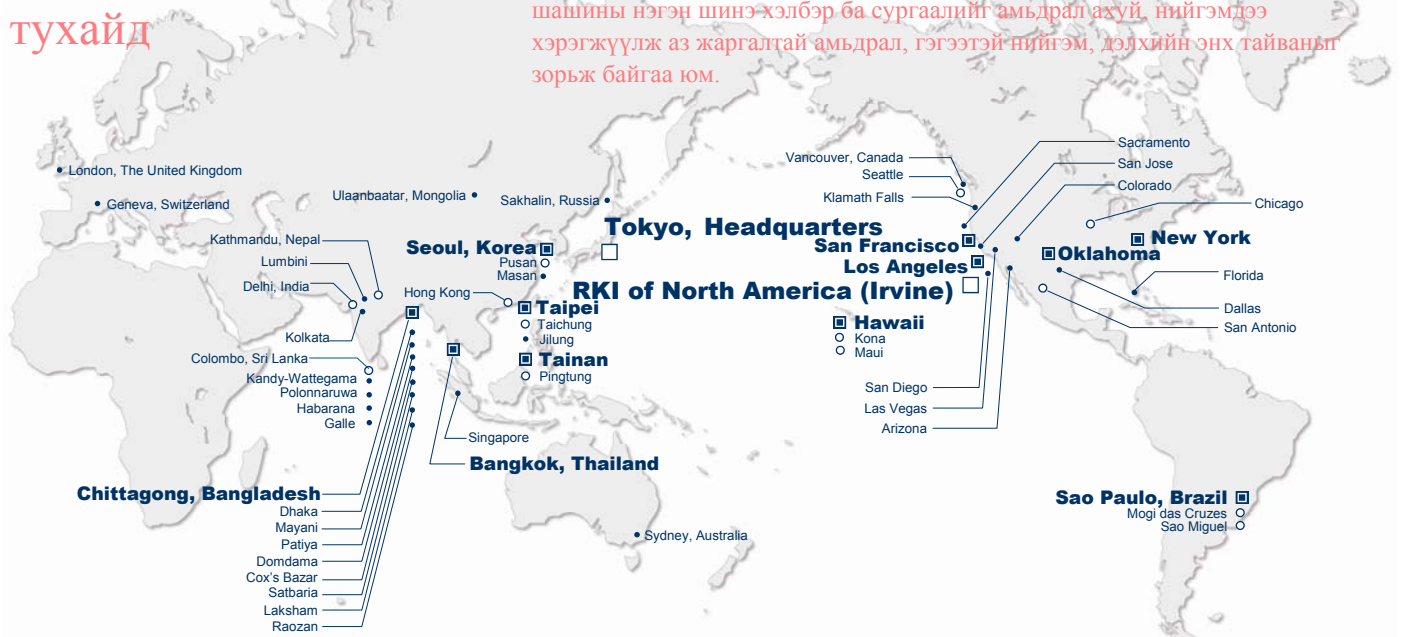 тухайд
шашины нэгэн шинэ хэлбэр ба сургаалийг амьдрал ахуй, нийгэмдээ
хэрэгжүүлж аз жаргалтай амьдрал, гэгээтэй нийгэм, дэлхийн энх тайваныг
зорьж байгаа юм.
London, The United Kingdom
Geneva, Switzerland
Ulaanbaatar, Mongolia
Sakhalin, Russia
Tokyo, Headquarters
Kathmandu, Nepal
Lumbini
Delhi, India
Kolkata
Seoul, Korea
Pusan
Masan
Hong Kong
Taipei
Taichung
Jilung
Tainan
Pingtung
Colombo, Sri Lanka
Kandy-Wattegama
Polonnaruwa
Habarana
Galle
Singapore
Bangkok, Thailand
Chittagong, Bangladesh
Dhaka
Mayani
Patiya
Domdama
Cox's Bazar
Satbaria
Laksham
Raozan
Sydney, Australia
Vancouver, Canada
Seattle
Klamath Falls
San Francisco
Los Angeles
RKI of North America (Irvine)
Hawaii
Kona
Maui
San Diego
Las Vegas
Arizona
Sacramento
San Jose
Colorado
Chicago
New York
Oklahoma
Florida
Dallas
San Antonio
Sao Paulo, Brazil
Mogi das Cruzes
Sao Miguel